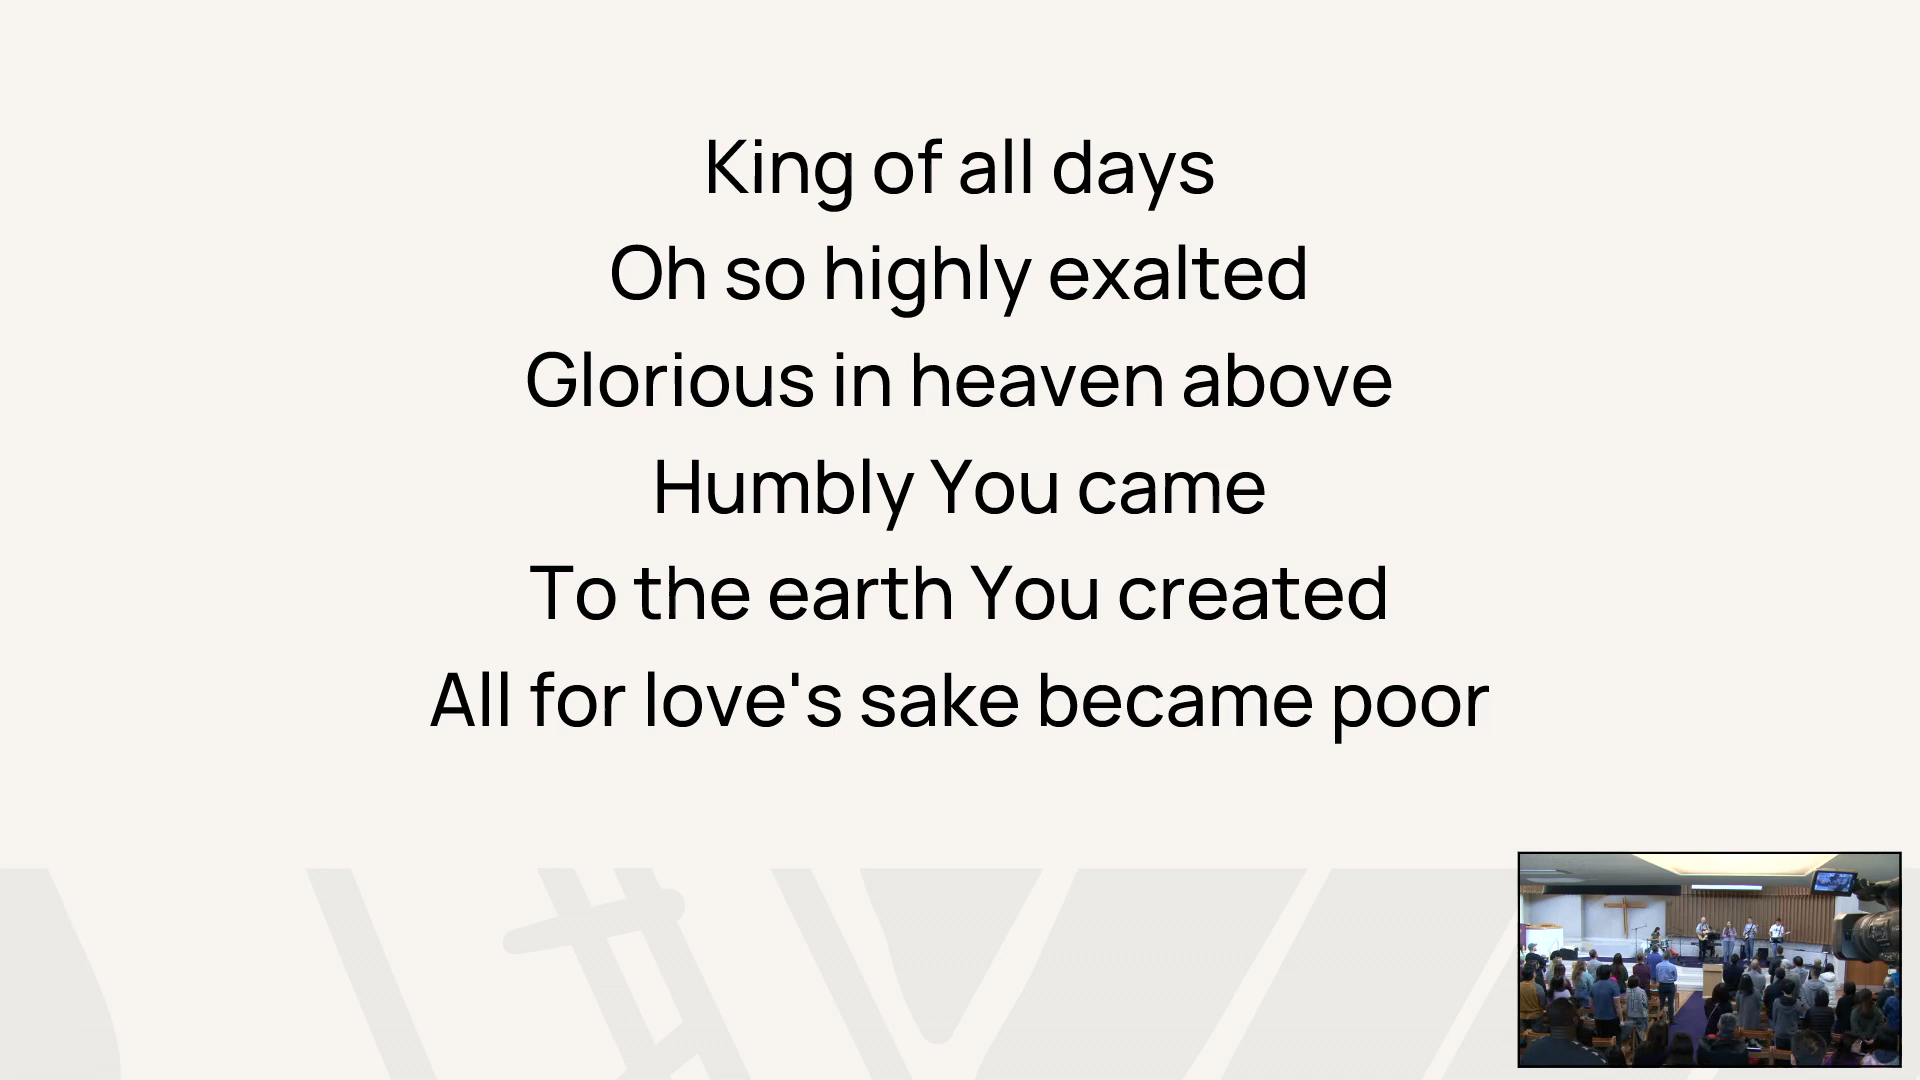 King of all days
Oh so highly exalted
Glorious in heaven above
Humbly You came
To the earth You created
All for love's sake became poor